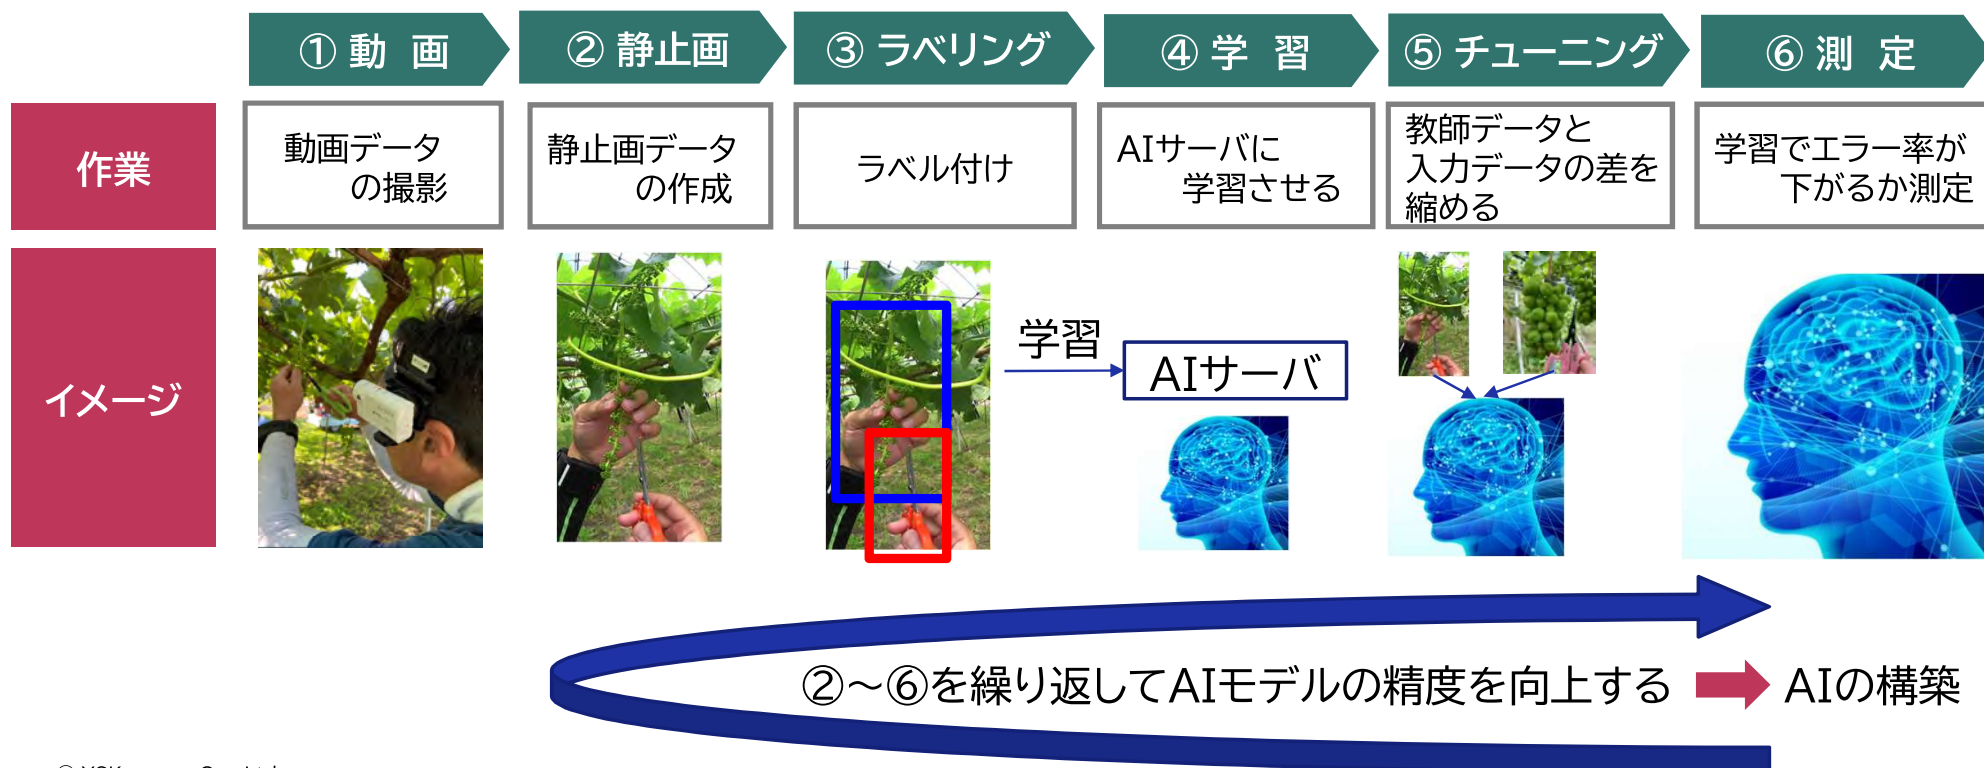 ① 動 画
② 静止画
③ ラベリング
④ 学 習
⑤ チューニング
⑥ 測 定
作業
動画データ
の撮影
静止画データ
の作成
ラベル付け
AIサーバに
学習させる
教師データと
入力データの差を
縮める
学習でエラー率が
下がるか測定
イメージ
学習
AIサーバ
②～⑥を繰り返してAIモデルの精度を向上する
AIの構築